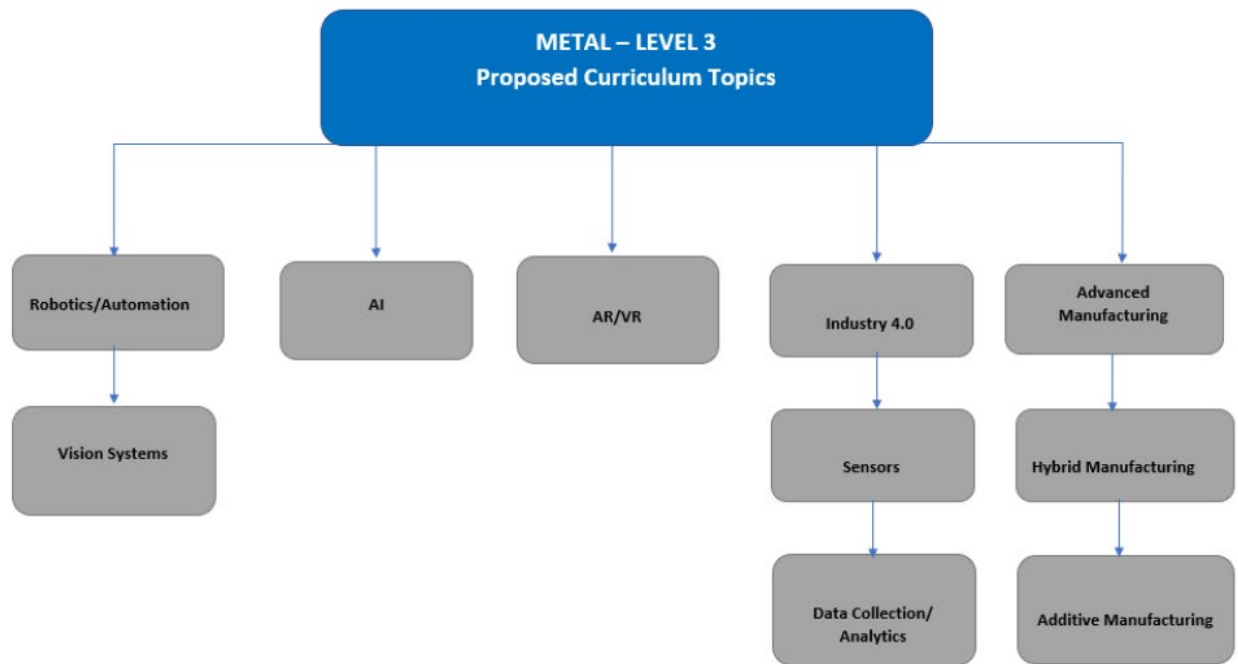 METAL – LEVEL 3
Proposed Curriculum Topics
Robotics/Automation
AI
AR/VR
Industry 4.0
Advanced
Manufacturing
Vision Systems
Sensors
Hybrid Manufacturing
Data Collection/
Analytics
Additive Manufacturing